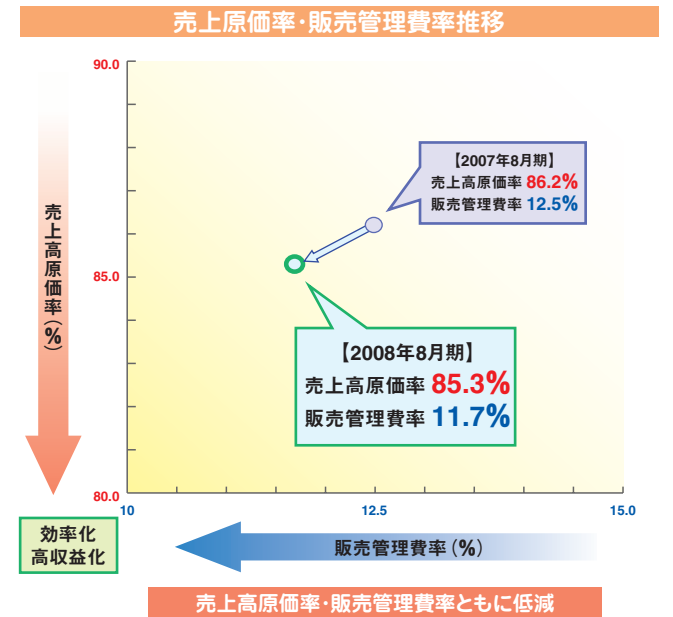 売上原価率・販売管理費率推移
90.0
85.0
80.0
売上高原価率(%)
【2007年8月期】
売上高原価率 86.2%
販売管理費率 12.5%
【2008年8月期】
売上高原価率 85.3%
販売管理費率 11.7%
10
12.5
15.0
効率化
高収益化
販売管理費率(%)
売上高原価率・販売管理費率ともに低減